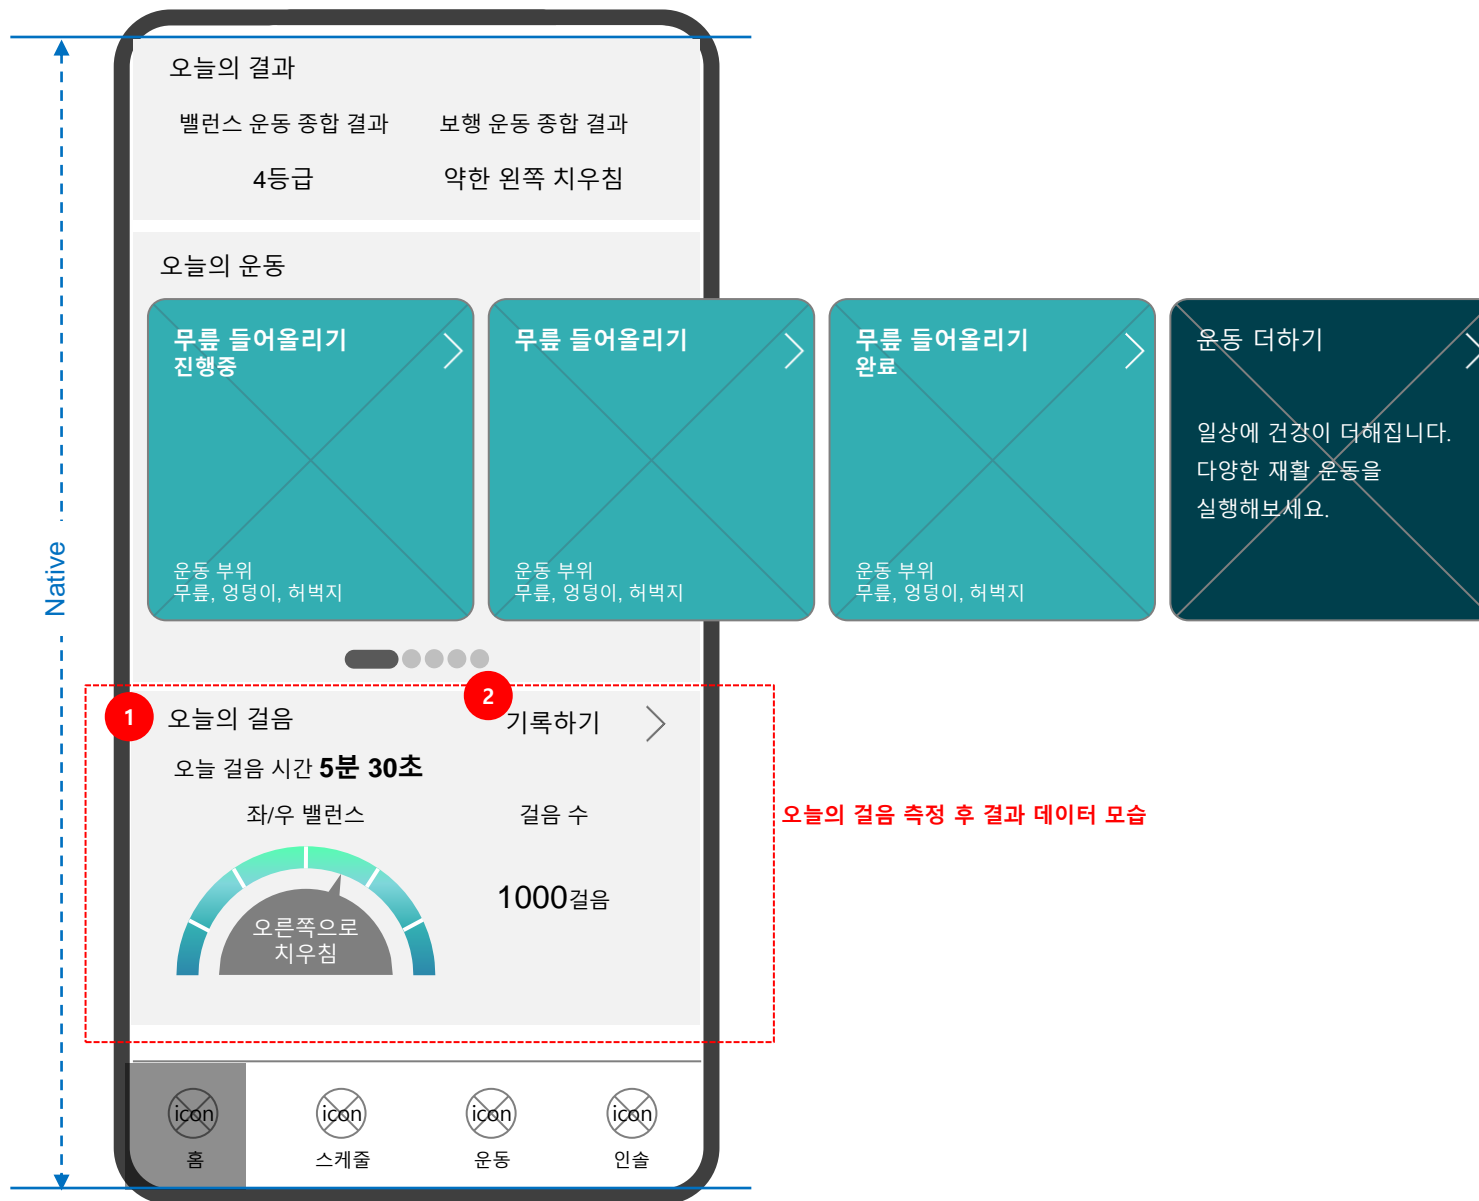 오늘의 결과
밸런스 운동 종합 결과
보행 운동 종합 결과
4등급
약한 왼쪽 치우침
오늘의 운동
무릎 들어올리기
진행중
운동 부위
무릎, 엉덩이, 허벅지
무릎 들어올리기
운동 부위
무릎, 엉덩이, 허벅지
무릎 들어올리기
완료
운동 부위
무릎, 엉덩이, 허벅지
운동 더하기
일상에 건강이 더해집니다.
다양한 재활 운동을
실행해보세요.
Native
1
오늘의 걸음
2
기록하기
오늘 걸음 시간 5분 30초
좌/우 밸런스
걸음 수
오른쪽으로
치우침
1000걸음
오늘의 걸음 측정 후 결과 데이터 모습
icon
홈
icon
스케줄
icon
운동
icon
인솔